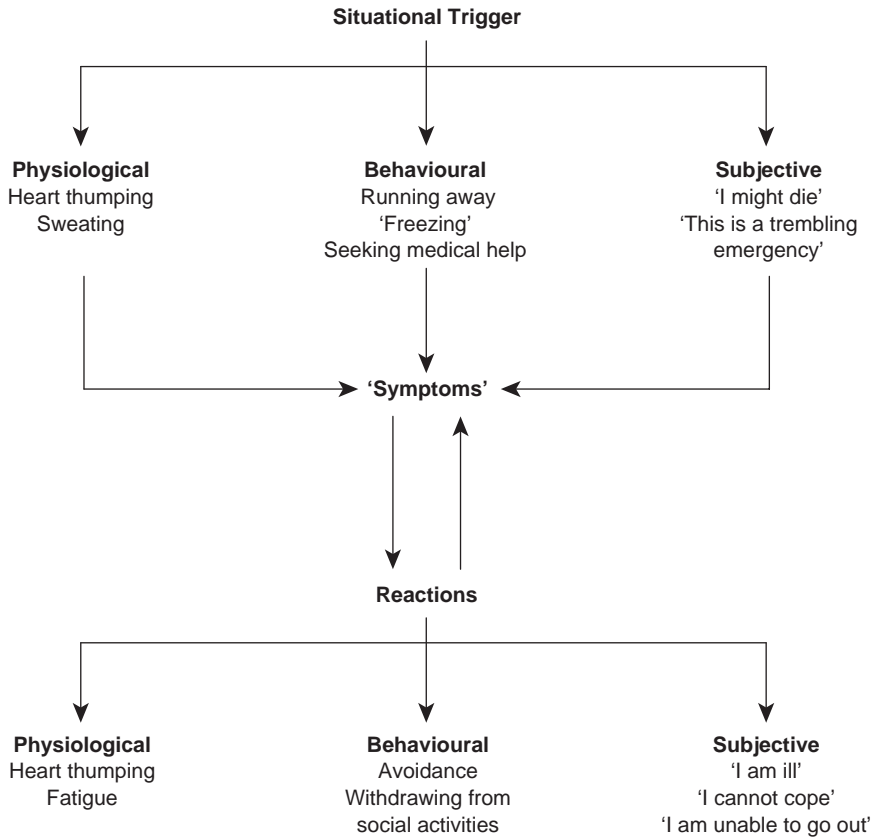 Situational Trigger
Physiological
Heart thumping
Sweating
Behavioural
Running away
‘Freezing’
Seeking medical help
Subjective
‘I might die’
‘This is a trembling
emergency’
‘Symptoms’
Reactions
Physiological
Heart thumping
Fatigue
Behavioural
Avoidance
Withdrawing from
social activities
Subjective
‘I am ill’
‘I cannot cope’
‘I am unable to go out’